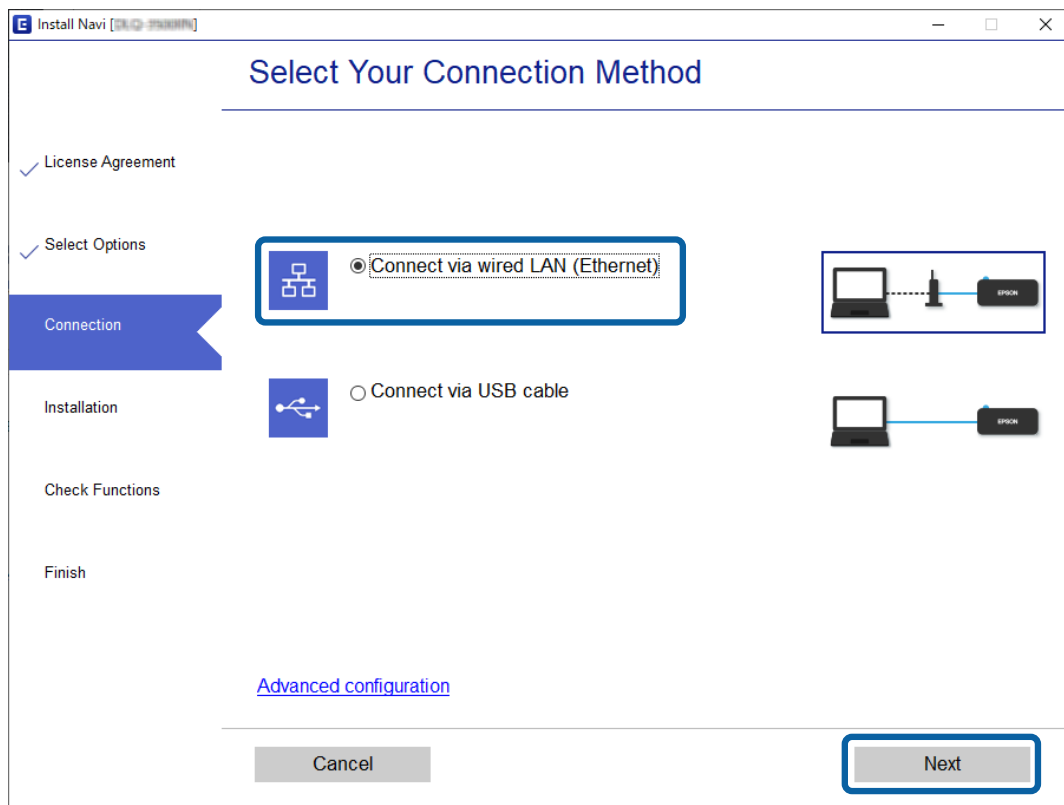 Install Navi [
]
Select Your Connection Method
License Agreement
Select Options
Connection
Installation
Check Functions
Finish
Connect via wired LAN (Ethernet)
EPSON
Connect via USB cable
EPSON
Advanced configuration
Cancel
Next